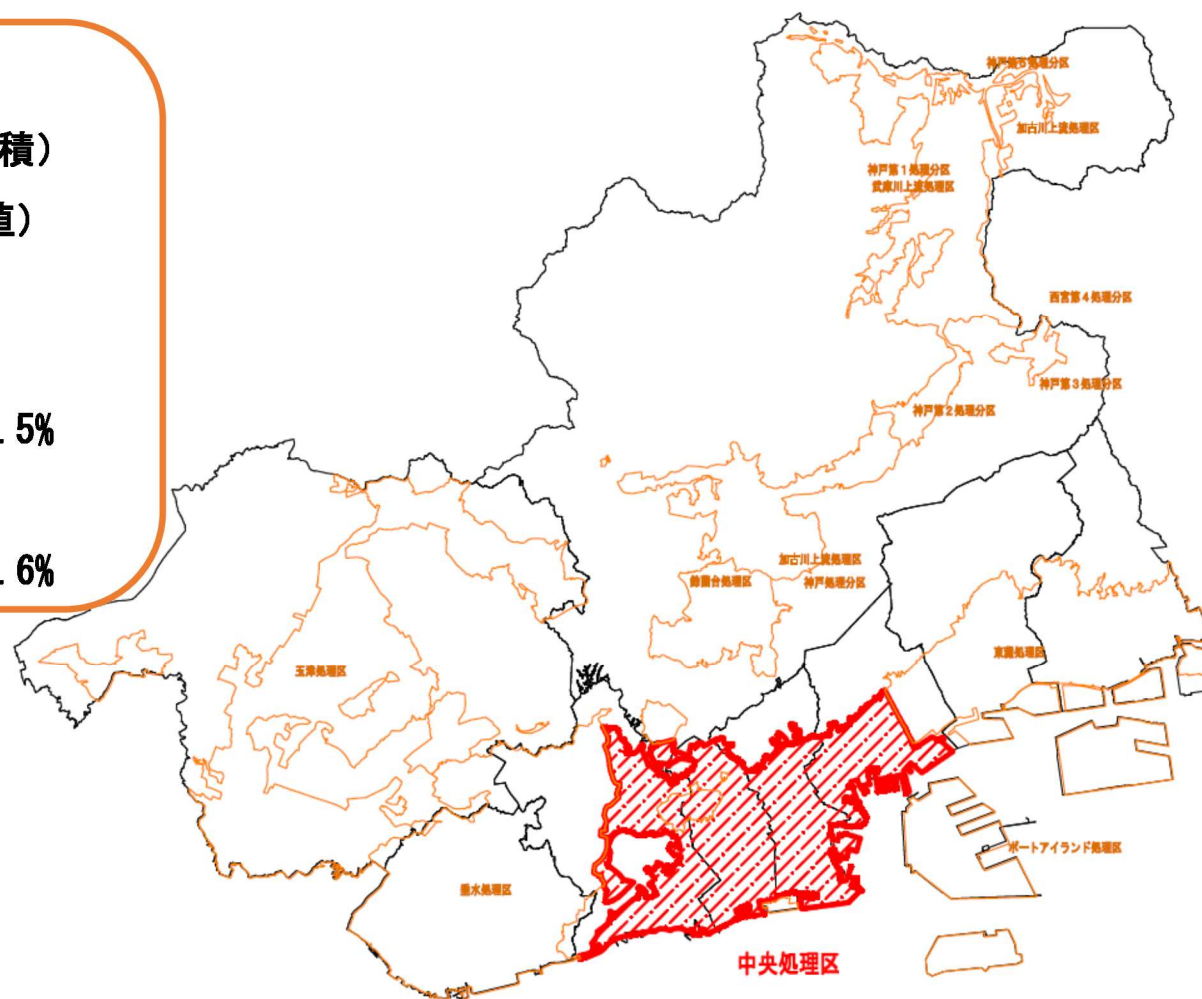 積)
直)
. 5%
. 6%
神戸第5処理分区
加古川上流処理区
神戸第1処理分区
武庫川上流処理区
西宮第4処理分区
神戸第3処理分区
神戸第2処理分区
加古川上流処理区
神戸処理分区
鈴蘭台処理区
玉津処理区
東灘処理区
ポートアイランド処理区
垂水処理区
中央処理区